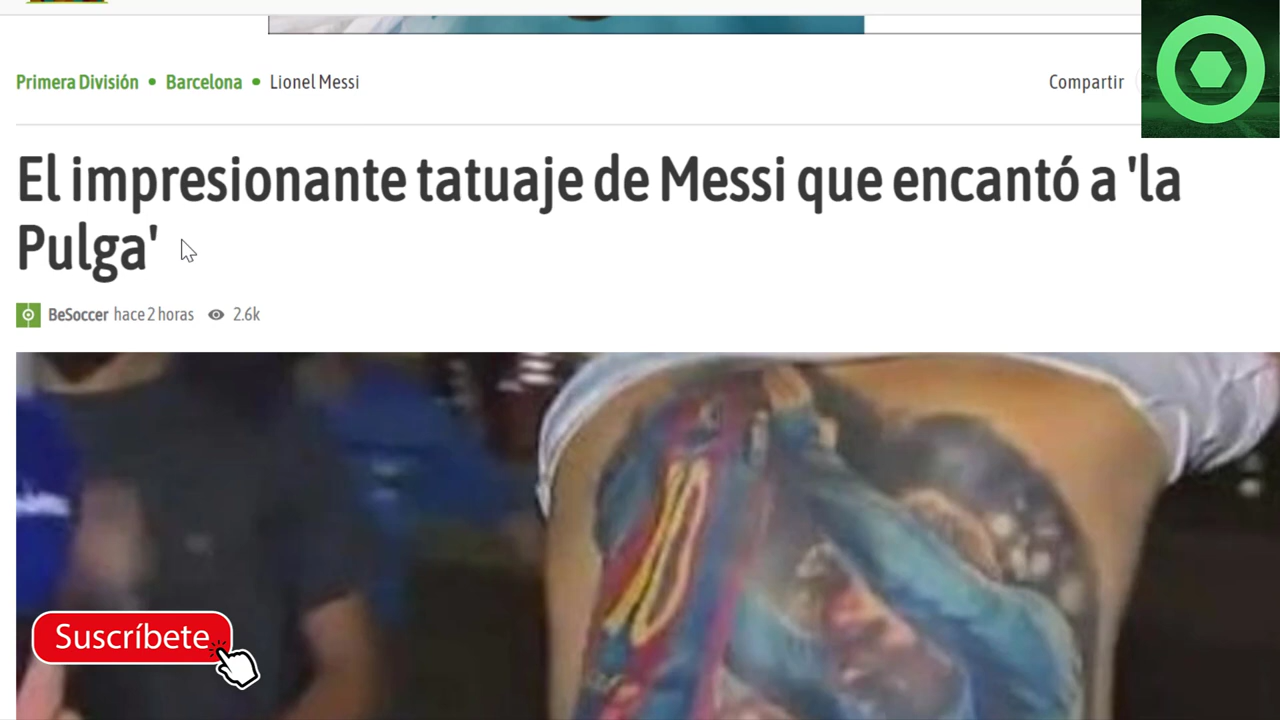 Primera División • Barcelona • Lionel Messi
Compartir
El impresionante tatuaje de Messi que encantó a 'la
Pulga'
BeSoccer hace 2 horas 2.6k
10
Suscríbete